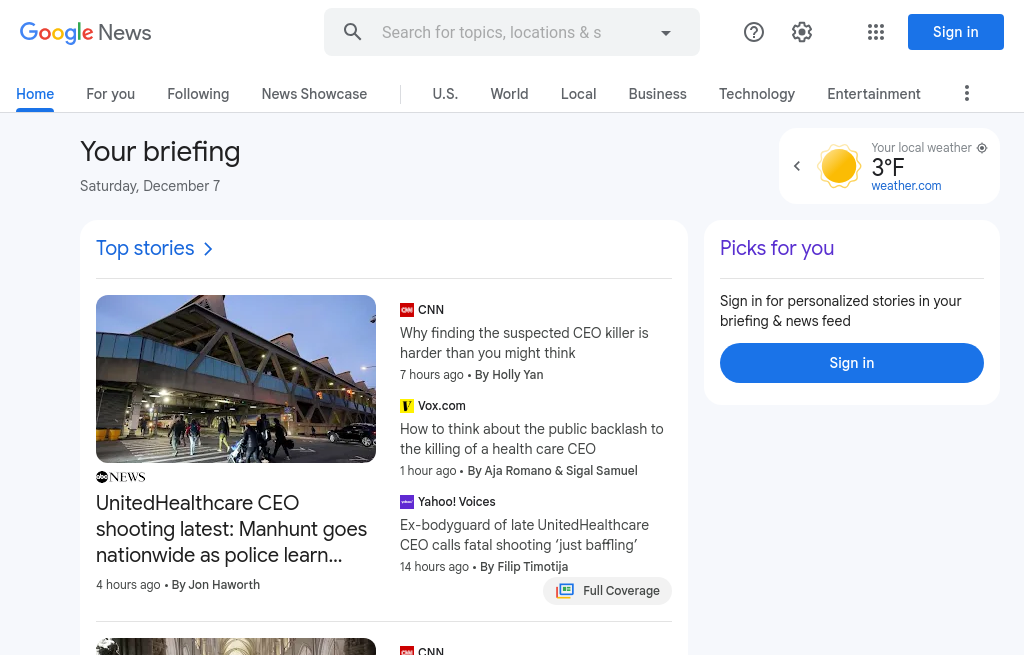 Google News
Search for topics, locations & s
Sign in
Home
For you
Following
News Showcase
U.S.
World
Local
Business
Technology
Entertainment
Your briefing
Saturday, December 7
Your local weather
3°F
weather.com
Top stories
Picks for you
Sign in for personalized stories in your
briefing & news feed
Sign in
abc NEWS
UnitedHealthcare CEO
shooting latest: Manhunt goes
nationwide as police learn...
4 hours ago • By Jon Haworth
CNN
Why finding the suspected CEO killer is
harder than you might think
7 hours ago • By Holly Yan
Vox.com
How to think about the public backlash to
the killing of a health care CEO
1 hour ago • By Aja Romano & Sigal Samuel
Yahoo! Voices
Ex-bodyguard of late UnitedHealthcare
CEO calls fatal shooting ‘just baffling’
14 hours ago • By Filip Timotija
Full Coverage
CNN